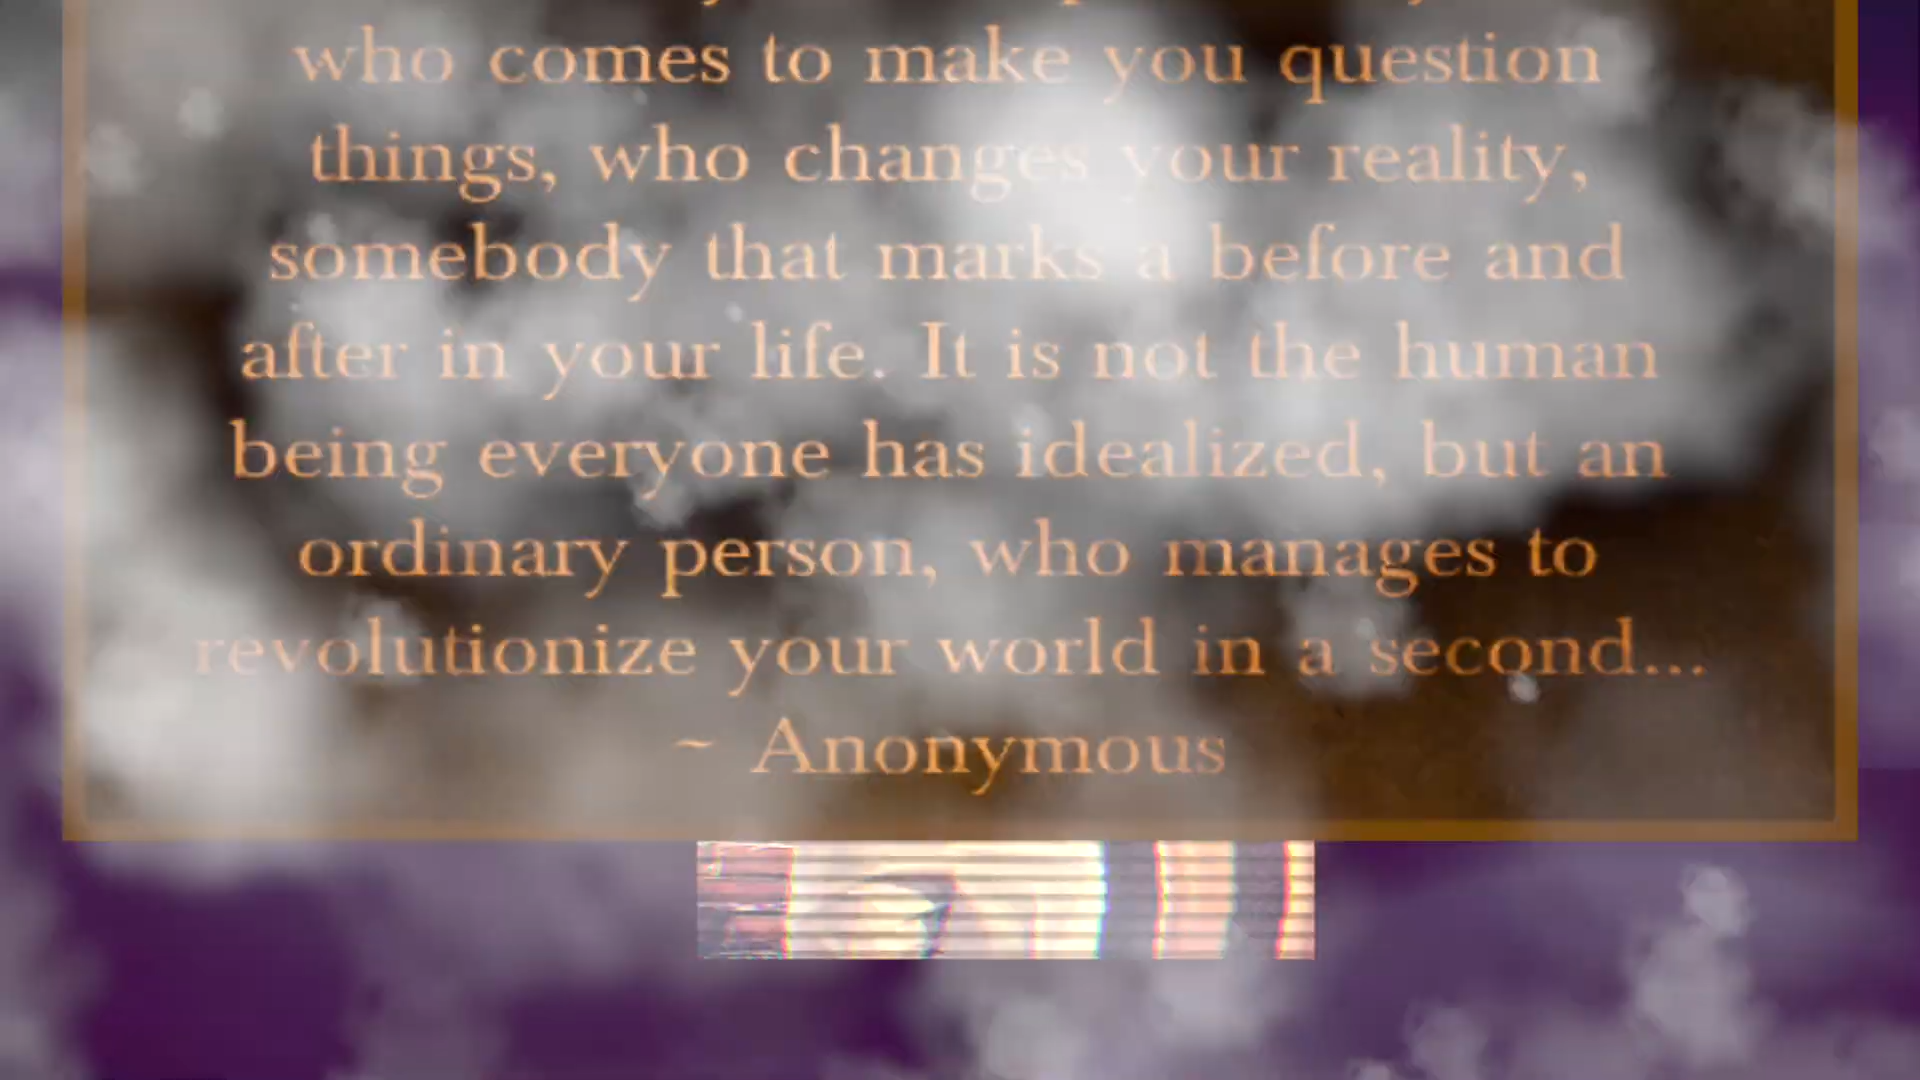 who comes to make you question
things, who changes your reality,
somebody that marks a before and
after in your life. It is not the human
being everyone has idealized, but an
ordinary person, who manages to
revolutionize your world in a second...
~ Anonymous